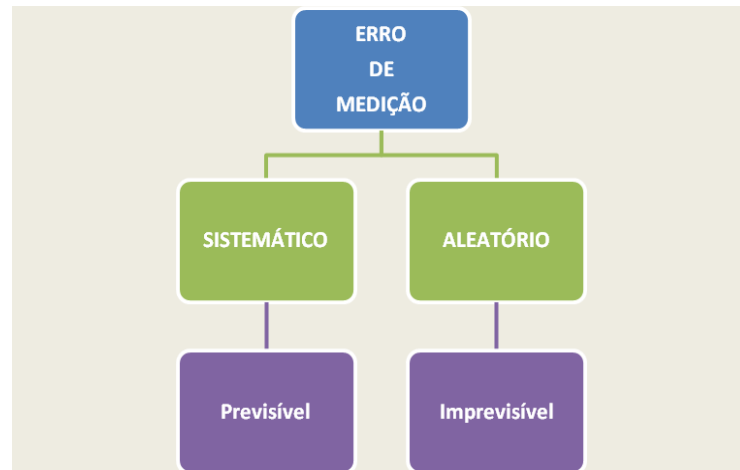 ERRO
DE
MEDIÇÃO
SISTEMÁTICO
ALEATÓRIO
Previsível
Imprevisível